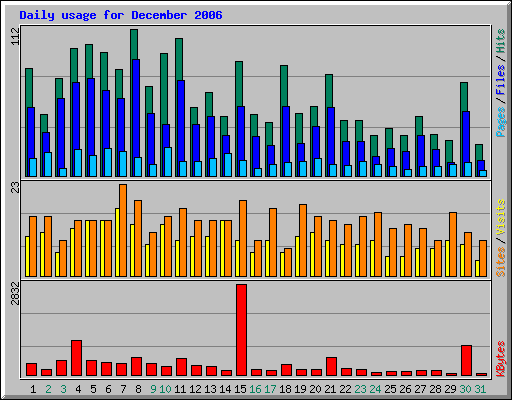 Daily usage for December 2006
112
Pages / Files / Hits
23
Sites / Visits
2832
KBytes
1 2 3 4 5 6 7 8 9 10 11 12 13 14 15 16 17 18 19 20 21 22 23 24 25 26 27 28 29 30 31